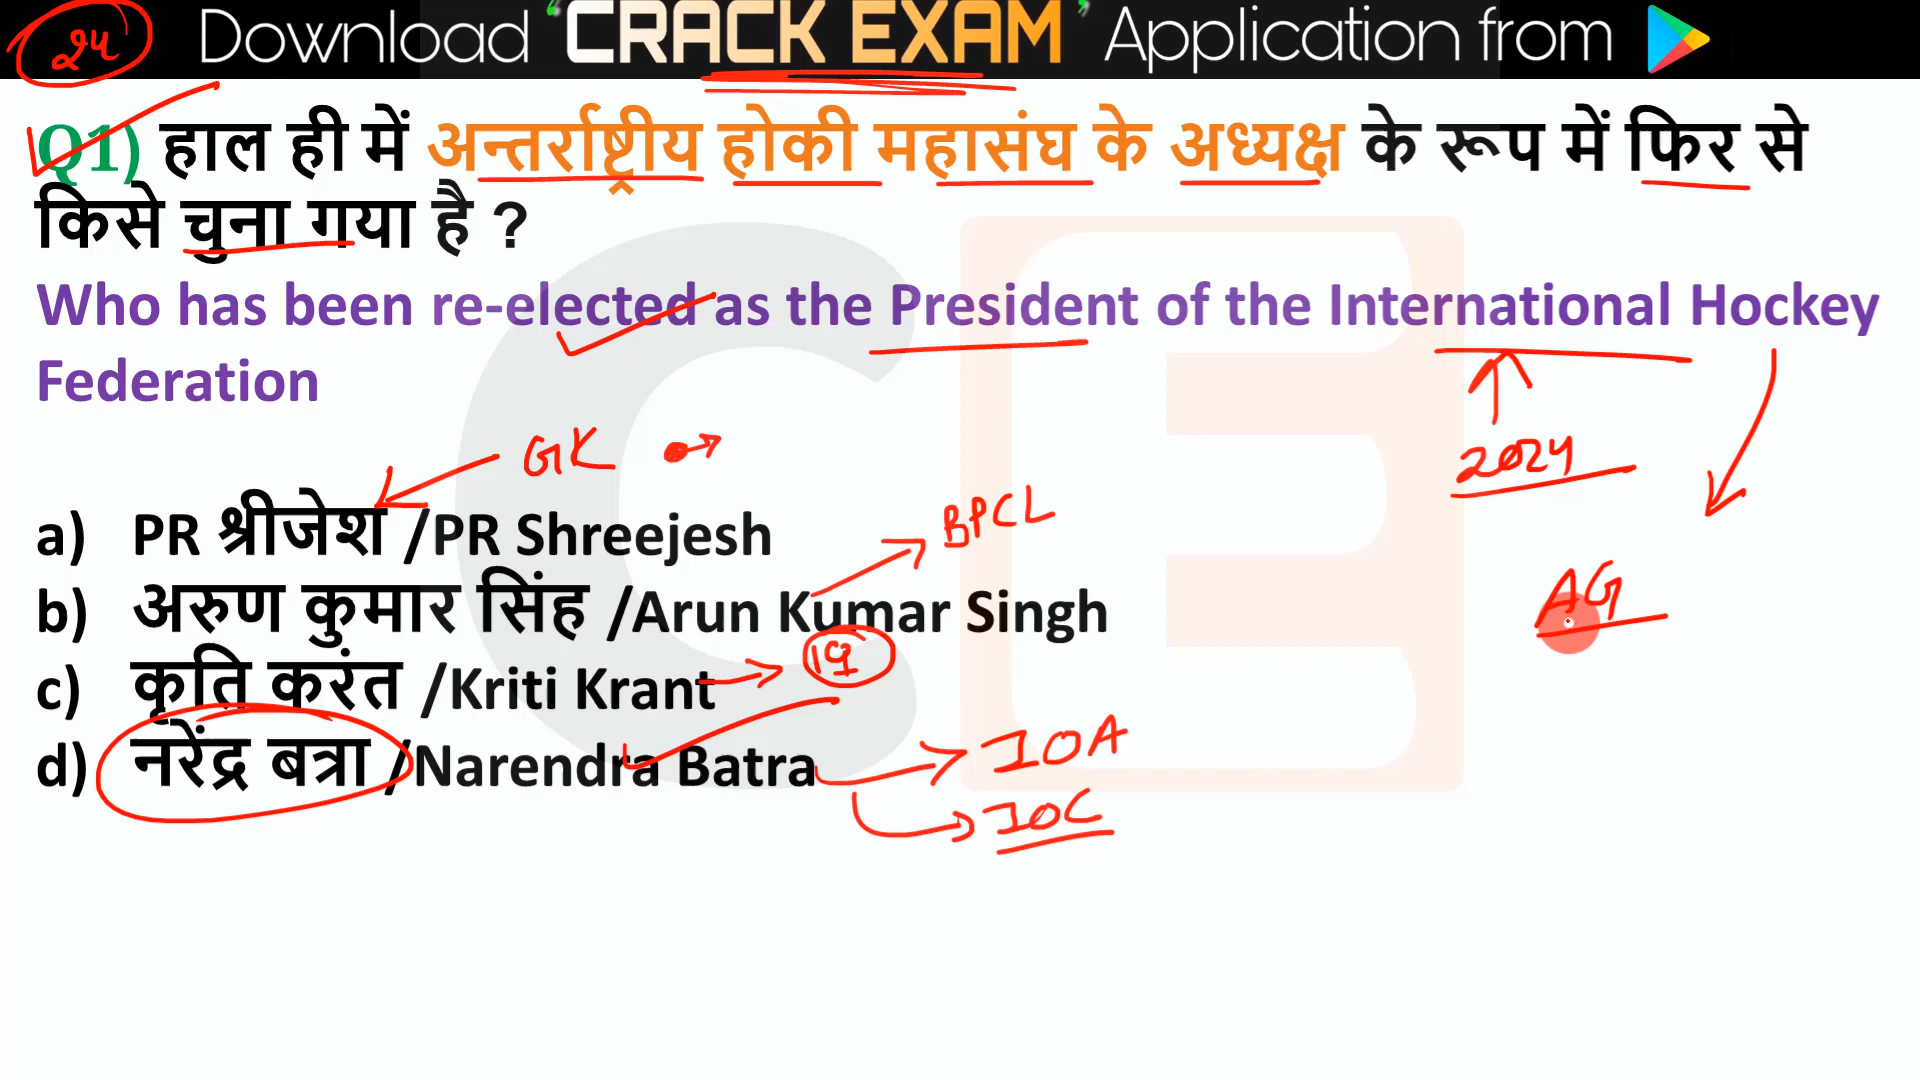 २५ Download 'CRACK EXAM' Application from
Q1) हाल ही में अन्तर्राष्ट्रीय होकी महासंघ के अध्यक्ष के रूप में फिर से
किसे चुना गया है ?
Who has been re-elected as the President of the International Hockey
Federation
GK
2024
a) PR श्रीजेश /PR Shreejesh
BPCL
b) अरुण कुमार सिंह /Arun Kumar Singh
AG
c) कृति करंत /Kriti Krant
d) नरेंद्र बत्रा /Narendra Batra
IOA
IOC
CE